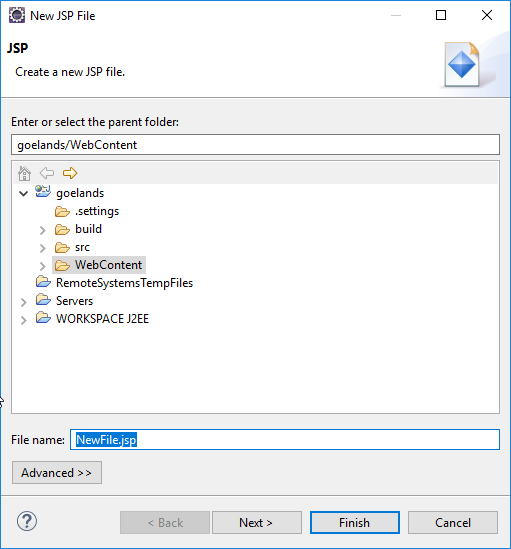 New JSP File
JSP
Create a new JSP file.
Enter or select the parent folder:
goelands/WebContent
goelands
.settings
build
src
WebContent
RemoteSystemsTempFiles
Servers
WORKSPACE J2EE
File name: NewFile.jsp
Advanced >>
? < Back Next > Finish Cancel